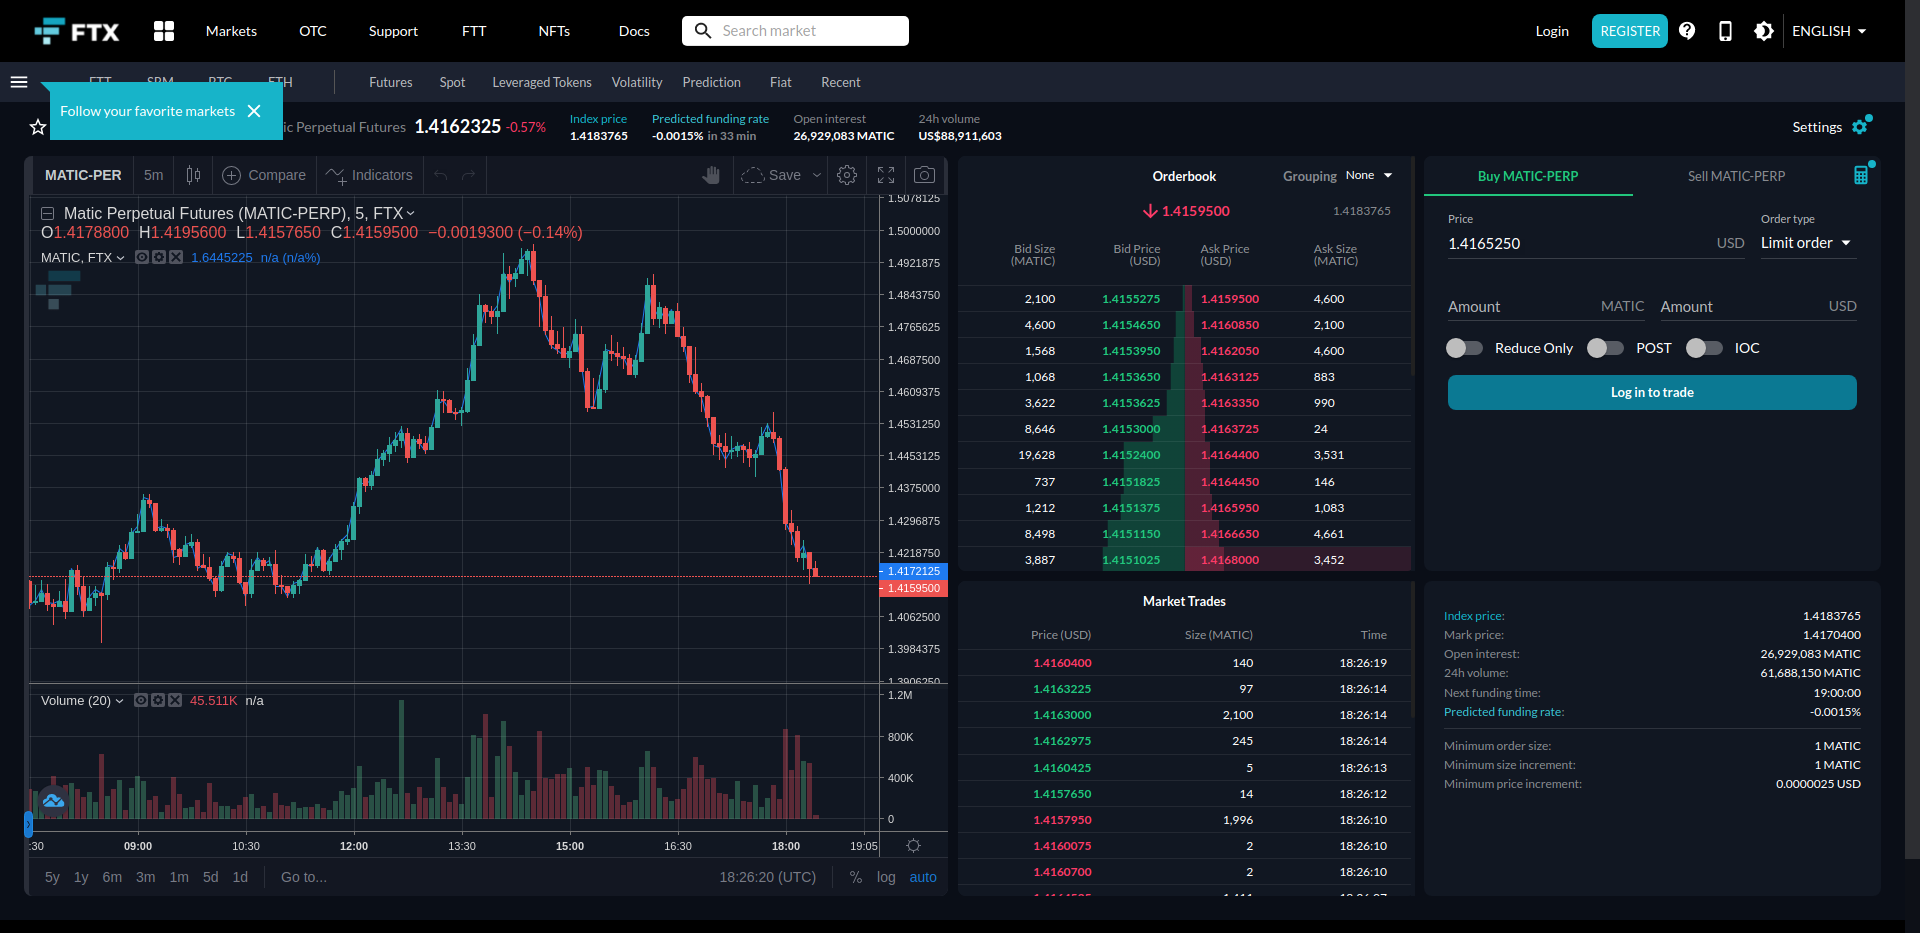 FTX
Markets OTC Support FTT NFTs Docs Search market Login REGISTER ENGLISH
FTT SRM BTC ETH Futures Spot Leveraged Tokens Volatility Prediction Fiat Recent
Follow your favorite markets
Perpetual Futures 1.4162325 -0.57%
Index price
1.4183765
Predicted funding rate
-0.0015% in 33 min
Open interest
26,929,083 MATIC
24h volume
US$88,911,603
Settings
MATIC-PER 5m Compare Indicators Save
Matic Perpetual Futures (MATIC-PERP), 5, FTX
O1.4178800 H1.4195600 L1.4157650 C1.4159500 −0.0019300 (−0.14%)
MATIC, FTX 1.6445225 n/a (n/a%)
1.5078125
1.5000000
1.4921875
1.4843750
1.4765625
1.4687500
1.4609375
1.4531250
1.4453125
1.4375000
1.4296875
1.4218750
1.4172125
1.4159500
1.4062500
1.3984375
1.3906250
Volume (20) 45.511K n/a
1.2M
800K
400K
0
:30 09:00 10:30 12:00 13:30 15:00 16:30 18:00 19:05
5y 1y 6m 3m 1m 5d 1d Go to... 18:26:20 (UTC) % log auto
Orderbook Grouping None
1.4159500 1.4183765
Bid Size (MATIC) Bid Price (USD) Ask Price (USD) Ask Size (MATIC)
2,100 1.4155275 1.4159500 4,600
4,600 1.4154650 1.4160850 2,100
1,568 1.4153950 1.4162050 4,600
1,068 1.4153650 1.4163125 883
3,622 1.4153625 1.4163350 990
8,646 1.4153000 1.4163725 24
19,628 1.4152400 1.4164400 3,531
737 1.4151825 1.4164450 146
1,212 1.4151375 1.4165950 1,083
8,498 1.4151150 1.4166650 4,661
3,887 1.4151025 1.4168000 3,452
Market Trades
Price (USD) Size (MATIC) Time
1.4160400 140 18:26:19
1.4163225 97 18:26:14
1.4163000 2,100 18:26:14
1.4162975 245 18:26:14
1.4160425 5 18:26:13
1.4157650 14 18:26:12
1.4157950 1,996 18:26:10
1.4160075 2 18:26:10
1.4160700 2 18:26:10
Buy MATIC-PERP Sell MATIC-PERP
Price Order type
1.4165250 USD Limit order
Amount MATIC Amount USD
Reduce Only POST IOC
Log in to trade
Index price: 1.4183765
Mark price: 1.4170400
Open interest: 26,929,083 MATIC
24h volume: 61,688,150 MATIC
Next funding time: 19:00:00
Predicted funding rate: -0.0015%
Minimum order size: 1 MATIC
Minimum size increment: 1 MATIC
Minimum price increment: 0.0000025 USD